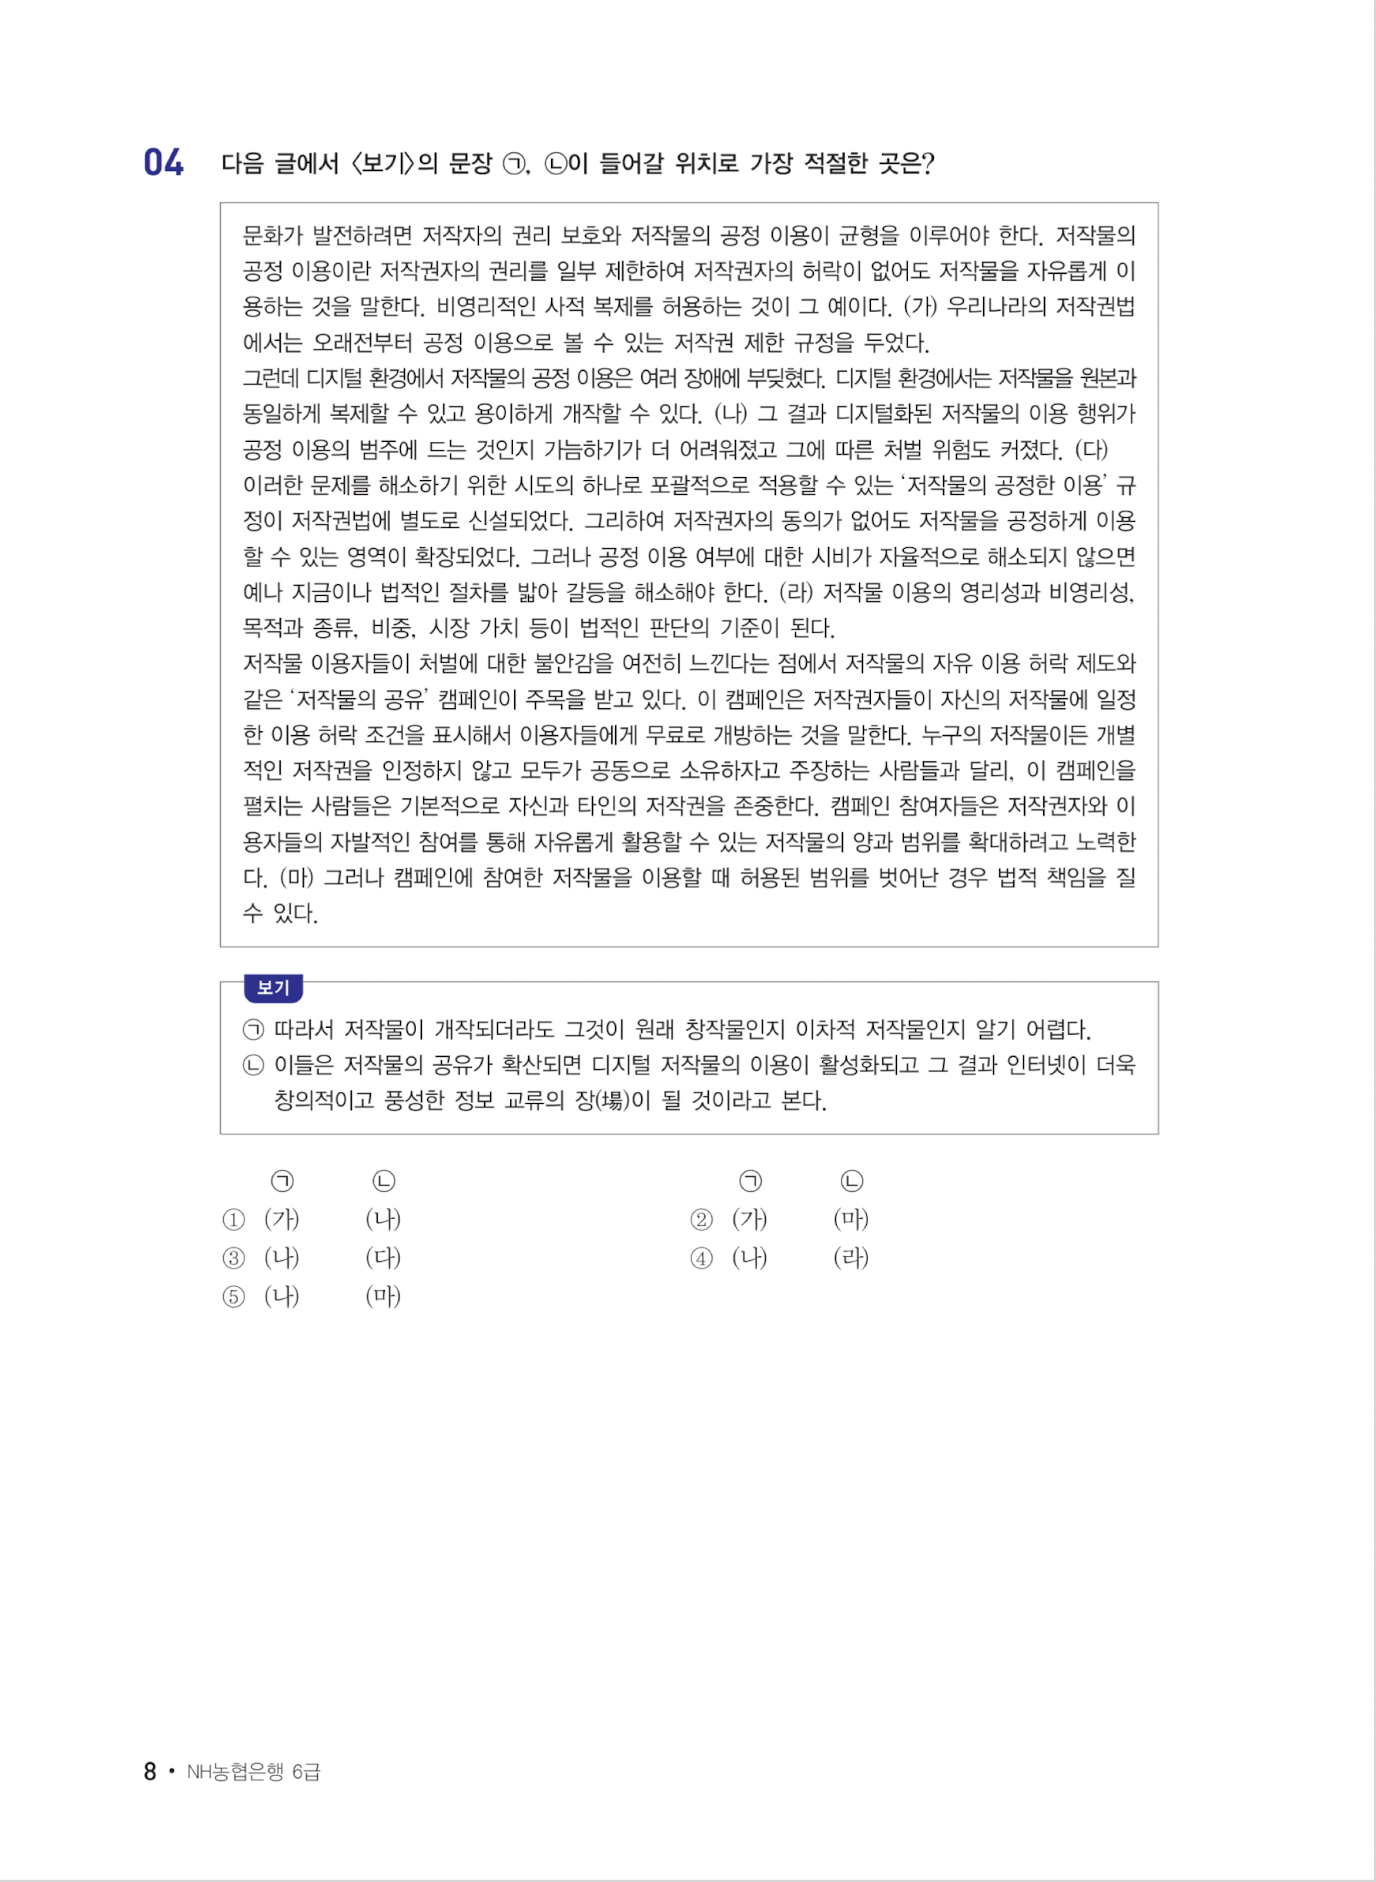 04 다음 글에서 〈보기〉의 문장 ㉠, ㉡이 들어갈 위치로 가장 적절한 곳은?
문화가 발전하려면 저작자의 권리 보호와 저작물의 공정 이용이 균형을 이루어야 한다. 저작물의
공정 이용이란 저작권자의 권리를 일부 제한하여 저작권자의 허락이 없어도 저작물을 자유롭게 이
용하는 것을 말한다. 비영리적인 사적 복제를 허용하는 것이 그 예이다. (가) 우리나라의 저작권법
에서는 오래전부터 공정 이용으로 볼 수 있는 저작권 제한 규정을 두었다.
그런데 디지털 환경에서 저작물의 공정 이용은 여러 장애에 부딪혔다. 디지털 환경에서는 저작물을 원본과
동일하게 복제할 수 있고 용이하게 개작할 수 있다. (나) 그 결과 디지털화된 저작물의 이용 행위가
공정 이용의 범주에 드는 것인지 가늠하기가 더 어려워졌고 그에 따른 처벌 위험도 커졌다. (다)
이러한 문제를 해소하기 위한 시도의 하나로 포괄적으로 적용할 수 있는 ‘저작물의 공정한 이용’ 규
정이 저작권법에 별도로 신설되었다. 그리하여 저작권자의 동의가 없어도 저작물을 공정하게 이용
할 수 있는 영역이 확장되었다. 그러나 공정 이용 여부에 대한 시비가 자율적으로 해소되지 않으면
예나 지금이나 법적인 절차를 밟아 갈등을 해소해야 한다. (라) 저작물 이용의 영리성과 비영리성,
목적과 종류, 비중, 시장 가치 등이 법적인 판단의 기준이 된다.
저작물 이용자들이 처벌에 대한 불안감을 여전히 느낀다는 점에서 저작물의 자유 이용 허락 제도와
같은 ‘저작물의 공유’ 캠페인이 주목을 받고 있다. 이 캠페인은 저작권자들이 자신의 저작물에 일정
한 이용 허락 조건을 표시해서 이용자들에게 무료로 개방하는 것을 말한다. 누구의 저작물이든 개별
적인 저작권을 인정하지 않고 모두가 공동으로 소유하자고 주장하는 사람들과 달리, 이 캠페인을
펼치는 사람들은 기본적으로 자신과 타인의 저작권을 존중한다. 캠페인 참여자들은 저작권자와 이
용자들의 자발적인 참여를 통해 자유롭게 활용할 수 있는 저작물의 양과 범위를 확대하려고 노력한
다. (마) 그러나 캠페인에 참여한 저작물을 이용할 때 허용된 범위를 벗어난 경우 법적 책임을 질
수 있다.
보기
㉠ 따라서 저작물이 개작되더라도 그것이 원래 창작물인지 이차적 저작물인지 알기 어렵다.
㉡ 이들은 저작물의 공유가 확산되면 디지털 저작물의 이용이 활성화되고 그 결과 인터넷이 더욱
창의적이고 풍성한 정보 교류의 장(場)이 될 것이라고 본다.
㉠ ㉡ ㉠ ㉡
① (가) (나) ② (가) (마)
③ (나) (다) ④ (나) (라)
⑤ (나) (마)
8 • NH농협은행 6급